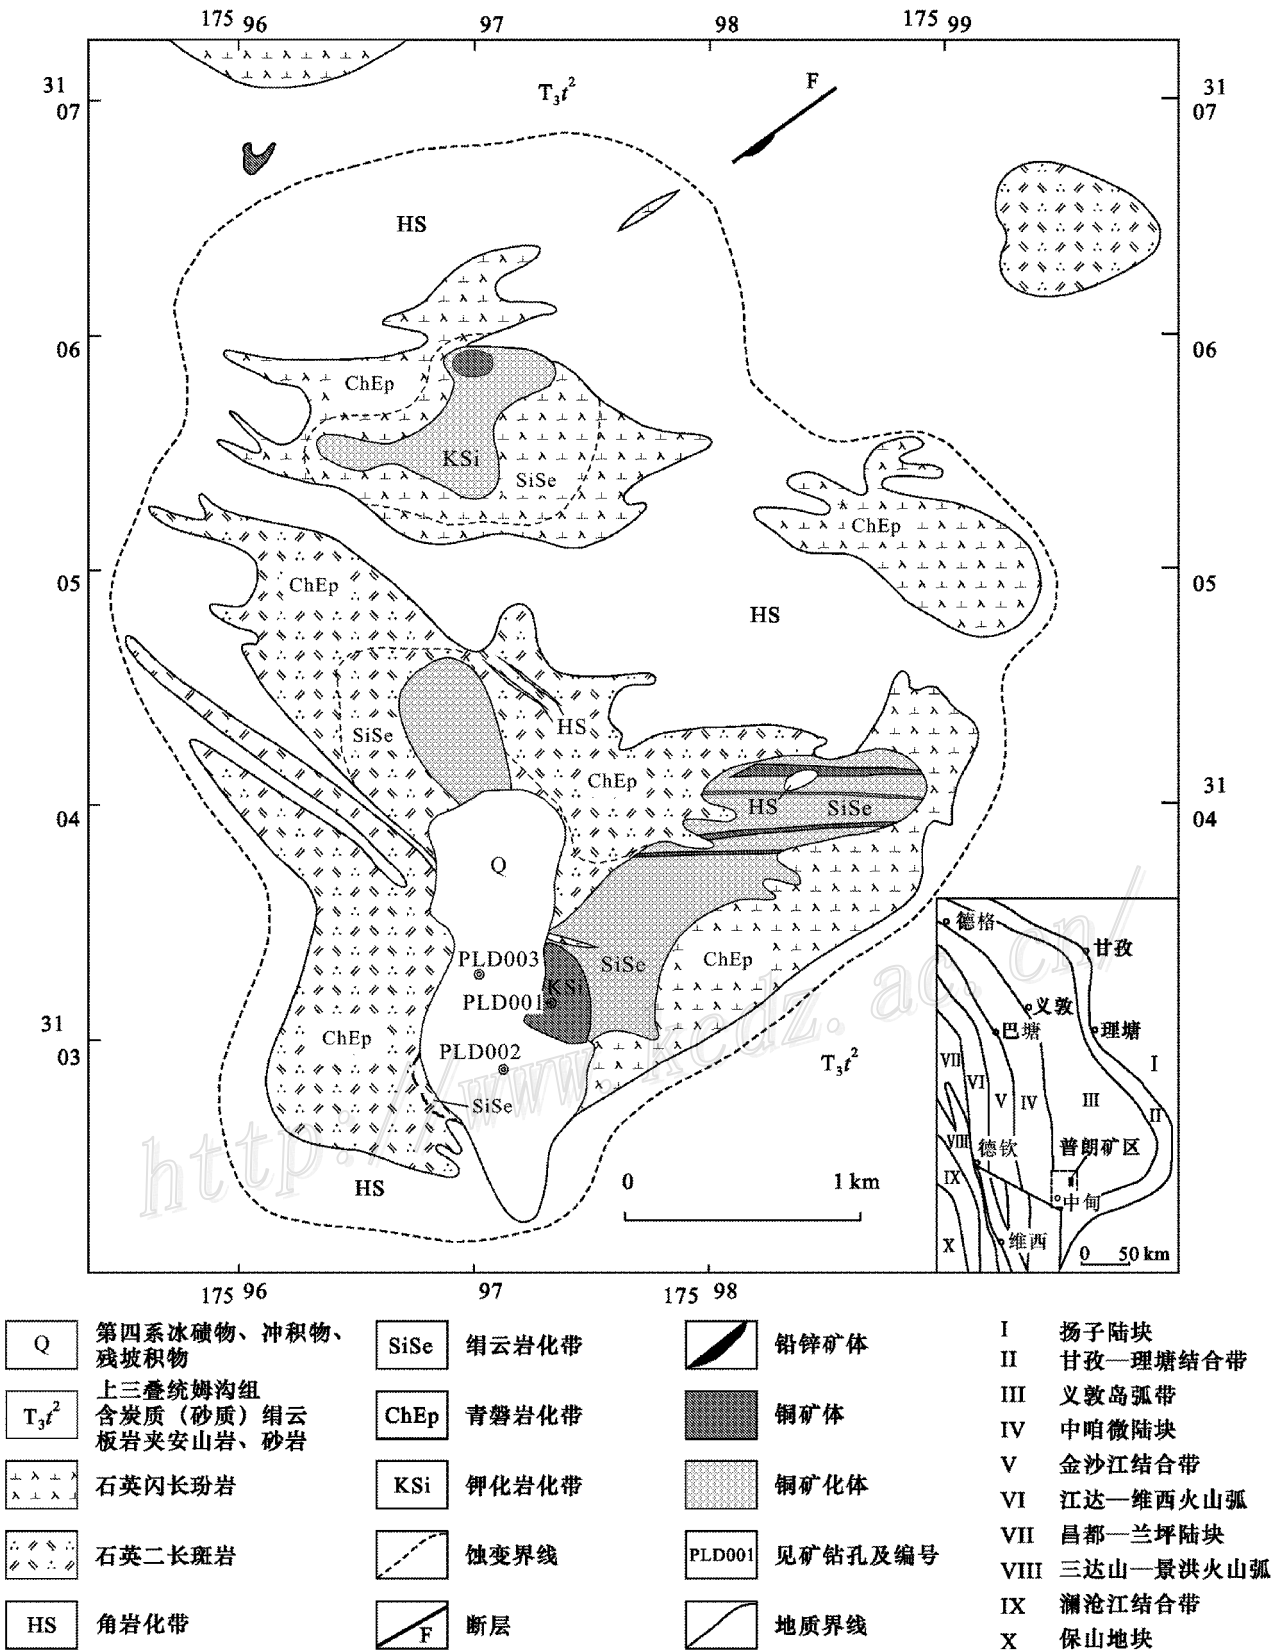 175 96
97
98
175 99
31
07
T₃t²
F
31
07
HS
06
ChEp
06
KSi
SiSe
ChEp
05
ChEp
05
HS
HS
SiSe
ChEp
HS
SiSe
31
04
04
Q
PLD003
SiSe
ChEp
KSi
PLD001
31
03
ChEp
PLD002
T₃t²
SiSe
HS
0 1 km
http://www.kcdz.ac.cn/
德格
甘孜
义敦
巴塘
理塘
I
VII
VI
V
IV
III
II
VIII
德钦
普朗矿区
IX
中甸
X
维西
0 50 km
175 96
97
175 98
Q
第四系冰碛物、冲积物、
残坡积物
T₃t²
上三叠统姆沟组
含炭质（砂质）绢云
板岩夹安山岩、砂岩
石英闪长玢岩
石英二长斑岩
HS
角岩化带
SiSe
绢云岩化带
ChEp
青磐岩化带
KSi
钾化岩化带
蚀变界线
F
断层
铅锌矿体
铜矿体
铜矿化体
PLD001
见矿钻孔及编号
地质界线
I 扬子陆块
II 甘孜—理塘结合带
III 义敦岛弧带
IV 中咱微陆块
V 金沙江结合带
VI 江达—维西火山弧
VII 昌都—兰坪陆块
VIII 三达山—景洪火山弧
IX 澜沧江结合带
X 保山地块